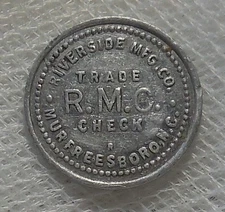 RIVERSIDE MFG. CO.
TRADE
R.M.C.
CHECK
MURFREESBORO, N.C.